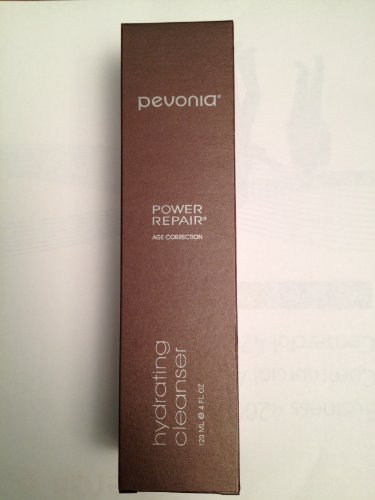 pevonia®
POWER
REPAIR®
AGE CORRECTION
hydrating
cleanser
120 ML e 4 FL OZ